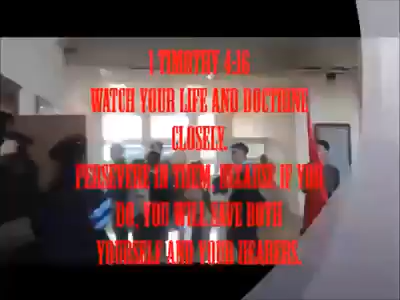 1 TIMOTHY 4:16
WATCH YOUR LIFE AND DOCTRINE
CLOSELY.
PERSEVERE IN THEM, BECAUSE IF YOU
DO, YOU WILL SAVE BOTH
YOURSELF AND YOUR HEARERS.